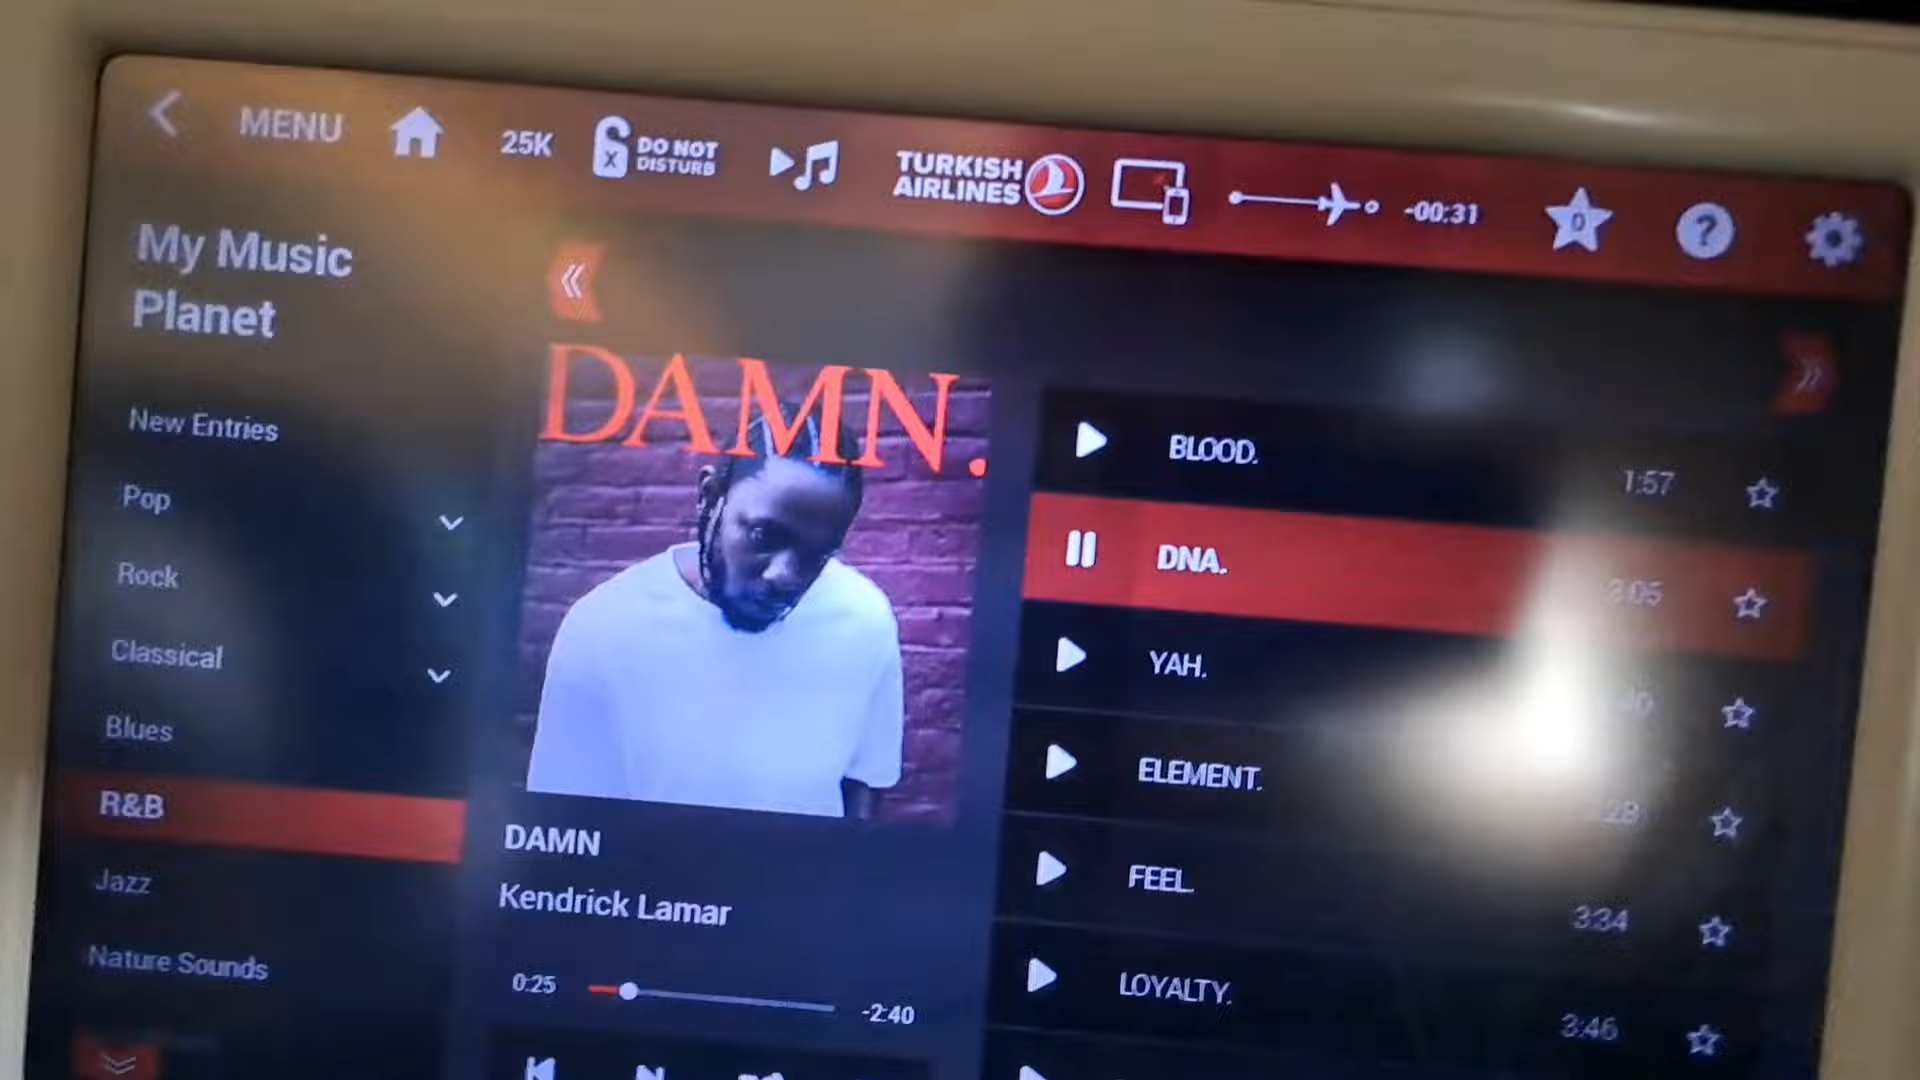 MENU
25K
DO NOT
DISTURB
TURKISH
AIRLINES
-00:31
0
?
My Music
Planet
New Entries
Pop
Rock
Classical
Blues
R&B
Jazz
Nature Sounds
DAMN.
DAMN
Kendrick Lamar
0:25
-2:40
BLOOD.
1:57
DNA.
3:05
YAH.
ELEMENT.
FEEL.
3:34
LOYALTY.
3:46